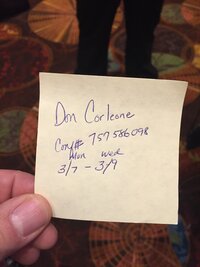 Don Corleone
Conf# 757586098
Mon Wed
3/7 - 3/9